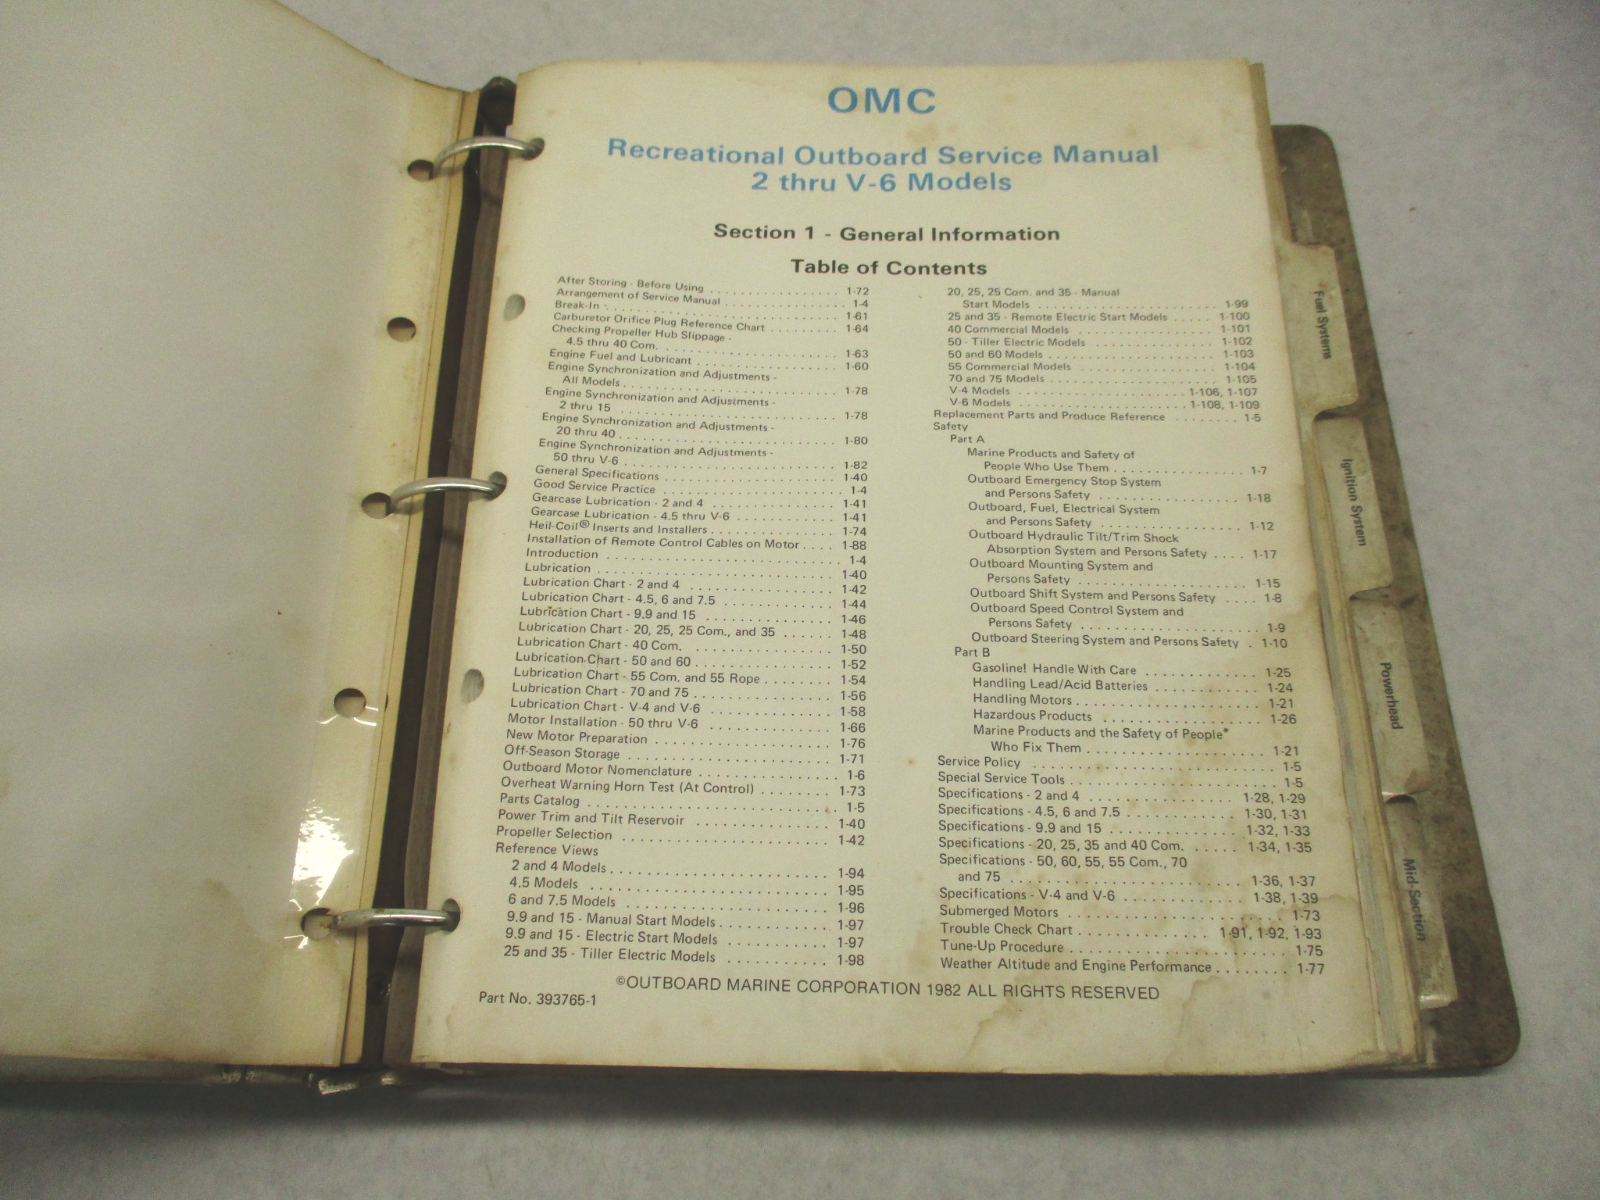 OMC
Recreational Outboard Service Manual
2 thru V-6 Models
Section 1 - General Information
Table of Contents
After Storing - Before Using . . . . . . . . . . . . . . . . 1-72
Arrangement of Service Manual . . . . . . . . . . . . . . 1-4
Break-In . . . . . . . . . . . . . . . . . . . . . . . . . . 1-61
Carburetor Orifice Plug Reference Chart . . . . . . . . . 1-64
Checking Propeller Hub Slippage -
4.5 thru 40 Com. . . . . . . . . . . . . . . . . . . . . . 1-63
Engine Fuel and Lubricant . . . . . . . . . . . . . . . . . 1-60
Engine Synchronization and Adjustments -
All Models . . . . . . . . . . . . . . . . . . . . . . . . 1-78
Engine Synchronization and Adjustments -
2 thru 15 . . . . . . . . . . . . . . . . . . . . . . . . . 1-78
Engine Synchronization and Adjustments -
20 thru 40 . . . . . . . . . . . . . . . . . . . . . . . . 1-80
Engine Synchronization and Adjustments -
50 thru V-6 . . . . . . . . . . . . . . . . . . . . . . . . 1-82
General Specifications . . . . . . . . . . . . . . . . . . . 1-40
Good Service Practice . . . . . . . . . . . . . . . . . . . 1-4
Gearcase Lubrication - 2 and 4 . . . . . . . . . . . . . . 1-41
Gearcase Lubrication - 4.5 thru V-6 . . . . . . . . . . . 1-41
Heil-Coil® Inserts and Installers . . . . . . . . . . . . . 1-74
Installation of Remote Control Cables on Motor . . . . 1-88
Introduction . . . . . . . . . . . . . . . . . . . . . . . . 1-4
Lubrication . . . . . . . . . . . . . . . . . . . . . . . . 1-40
Lubrication Chart - 2 and 4 . . . . . . . . . . . . . . . . 1-42
Lubrication Chart - 4.5, 6 and 7.5 . . . . . . . . . . . . 1-44
Lubrication Chart - 9.9 and 15 . . . . . . . . . . . . . . 1-46
Lubrication Chart - 20, 25, 25 Com., and 35 . . . . . . 1-48
Lubrication Chart - 40 Com. . . . . . . . . . . . . . . . . 1-50
Lubrication Chart - 50 and 60 . . . . . . . . . . . . . . . 1-52
Lubrication Chart - 55 Com. and 55 Rope . . . . . . . . 1-54
Lubrication Chart - 70 and 75 . . . . . . . . . . . . . . . 1-56
Lubrication Chart - V-4 and V-6 . . . . . . . . . . . . . 1-58
Motor Installation - 50 thru V-6 . . . . . . . . . . . . . 1-66
New Motor Preparation . . . . . . . . . . . . . . . . . . 1-76
Off-Season Storage . . . . . . . . . . . . . . . . . . . . 1-71
Outboard Motor Nomenclature . . . . . . . . . . . . . . 1-6
Overheat Warning Horn Test (At Control) . . . . . . . . 1-73
Parts Catalog . . . . . . . . . . . . . . . . . . . . . . . 1-5
Power Trim and Tilt Reservoir . . . . . . . . . . . . . . 1-40
Propeller Selection . . . . . . . . . . . . . . . . . . . . 1-42
Reference Views
2 and 4 Models . . . . . . . . . . . . . . . . . . . . . . 1-94
4.5 Models . . . . . . . . . . . . . . . . . . . . . . . . 1-95
6 and 7.5 Models . . . . . . . . . . . . . . . . . . . . . 1-96
9.9 and 15 - Manual Start Models . . . . . . . . . . . . 1-97
9.9 and 15 - Electric Start Models . . . . . . . . . . . 1-97
25 and 35 - Tiller Electric Models . . . . . . . . . . . 1-98
20, 25, 25 Com. and 35 - Manual
Start Models . . . . . . . . . . . . . . . . . . . . . . . 1-99
25 and 35 - Remote Electric Start Models . . . . . 1-100
40 Commercial Models . . . . . . . . . . . . . . . . . 1-101
50 - Tiller Electric Models . . . . . . . . . . . . . . . 1-102
50 and 60 Models . . . . . . . . . . . . . . . . . . . . 1-103
55 Commercial Models . . . . . . . . . . . . . . . . . 1-104
70 and 75 Models . . . . . . . . . . . . . . . . . . . . 1-105
V-4 Models . . . . . . . . . . . . . . . . . . . . 1-106, 1-107
V-6 Models . . . . . . . . . . . . . . . . . . . . 1-108, 1-109
Replacement Parts and Produce Reference . . . . . . . . . 1-5
Safety
Part A
Marine Products and Safety of
People Who Use Them . . . . . . . . . . . . . . . . . 1-7
Outboard Emergency Stop System
and Persons Safety . . . . . . . . . . . . . . . . . . 1-18
Outboard, Fuel, Electrical System
and Persons Safety . . . . . . . . . . . . . . . . . . 1-12
Outboard Hydraulic Tilt/Trim Shock
Absorption System and Persons Safety . . . . 1-17
Outboard Mounting System and
Persons Safety . . . . . . . . . . . . . . . . . . . . . 1-15
Outboard Shift System and Persons Safety . . . . 1-8
Outboard Speed Control System and
Persons Safety . . . . . . . . . . . . . . . . . . . . . 1-9
Outboard Steering System and Persons Safety . 1-10
Part B
Gasoline! Handle With Care . . . . . . . . . . . . . 1-25
Handling Lead/Acid Batteries . . . . . . . . . . . . 1-24
Handling Motors . . . . . . . . . . . . . . . . . . . . 1-21
Hazardous Products . . . . . . . . . . . . . . . . . . 1-26
Marine Products and the Safety of People*
Who Fix Them . . . . . . . . . . . . . . . . . . . . . 1-21
Service Policy . . . . . . . . . . . . . . . . . . . . . . . 1-5
Special Service Tools . . . . . . . . . . . . . . . . . . . 1-5
Specifications - 2 and 4 . . . . . . . . . . . . . . 1-28, 1-29
Specifications - 4.5, 6 and 7.5 . . . . . . . . . . . 1-30, 1-31
Specifications - 9.9 and 15 . . . . . . . . . . . . . 1-32, 1-33
Specifications - 20, 25, 35 and 40 Com. . . . . . 1-34, 1-35
Specifications - 50, 60, 55, 55 Com., 70
and 75 . . . . . . . . . . . . . . . . . . . . . . . 1-36, 1-37
Specifications - V-4 and V-6 . . . . . . . . . . . . 1-38, 1-39
Submerged Motors . . . . . . . . . . . . . . . . . . . . 1-73
Trouble Check Chart . . . . . . . . . . . . . 1-91, 1-92, 1-93
Tune-Up Procedure . . . . . . . . . . . . . . . . . . . . 1-75
Weather Altitude and Engine Performance . . . . . . . . 1-77
©OUTBOARD MARINE CORPORATION 1982 ALL RIGHTS RESERVED
Part No. 393765-1
Fuel Systems
Ignition System
Powerhead
Mid-Section